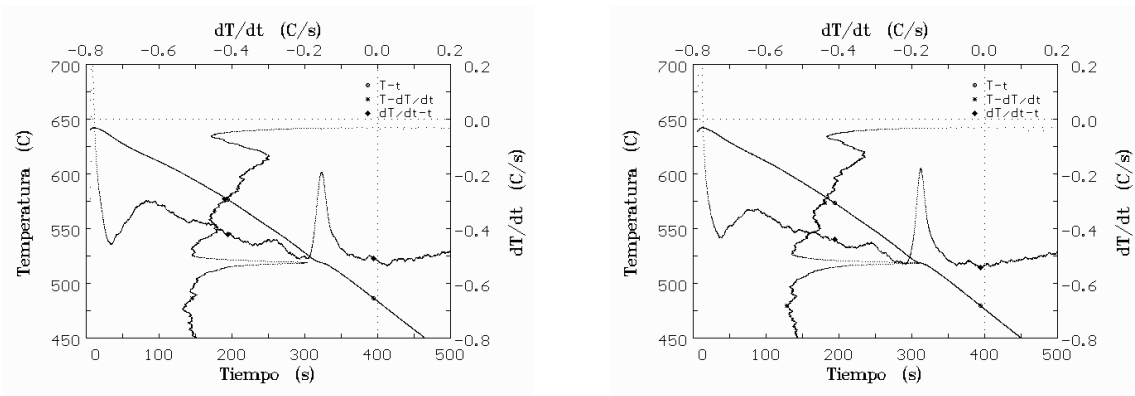 dT/dt (C/s)
-0.8 -0.6 -0.4 -0.2 -0.0 0.2
700 650 600 550 500 450
Temperatura (C)
T-t
T-dT/dt
dT/dt-t
0.2 0.0 -0.2 -0.4 -0.6 -0.8
dT/dt (C/s)
0 100 200 300 400 500
Tiempo (s)
dT/dt (C/s)
-0.8 -0.6 -0.4 -0.2 -0.0 0.2
700 650 600 550 500 450
Temperatura (C)
T-t
T-dT/dt
dT/dt-t
0.2 0.0 -0.2 -0.4 -0.6 -0.8
dT/dt (C/s)
0 100 200 300 400 500
Tiempo (s)